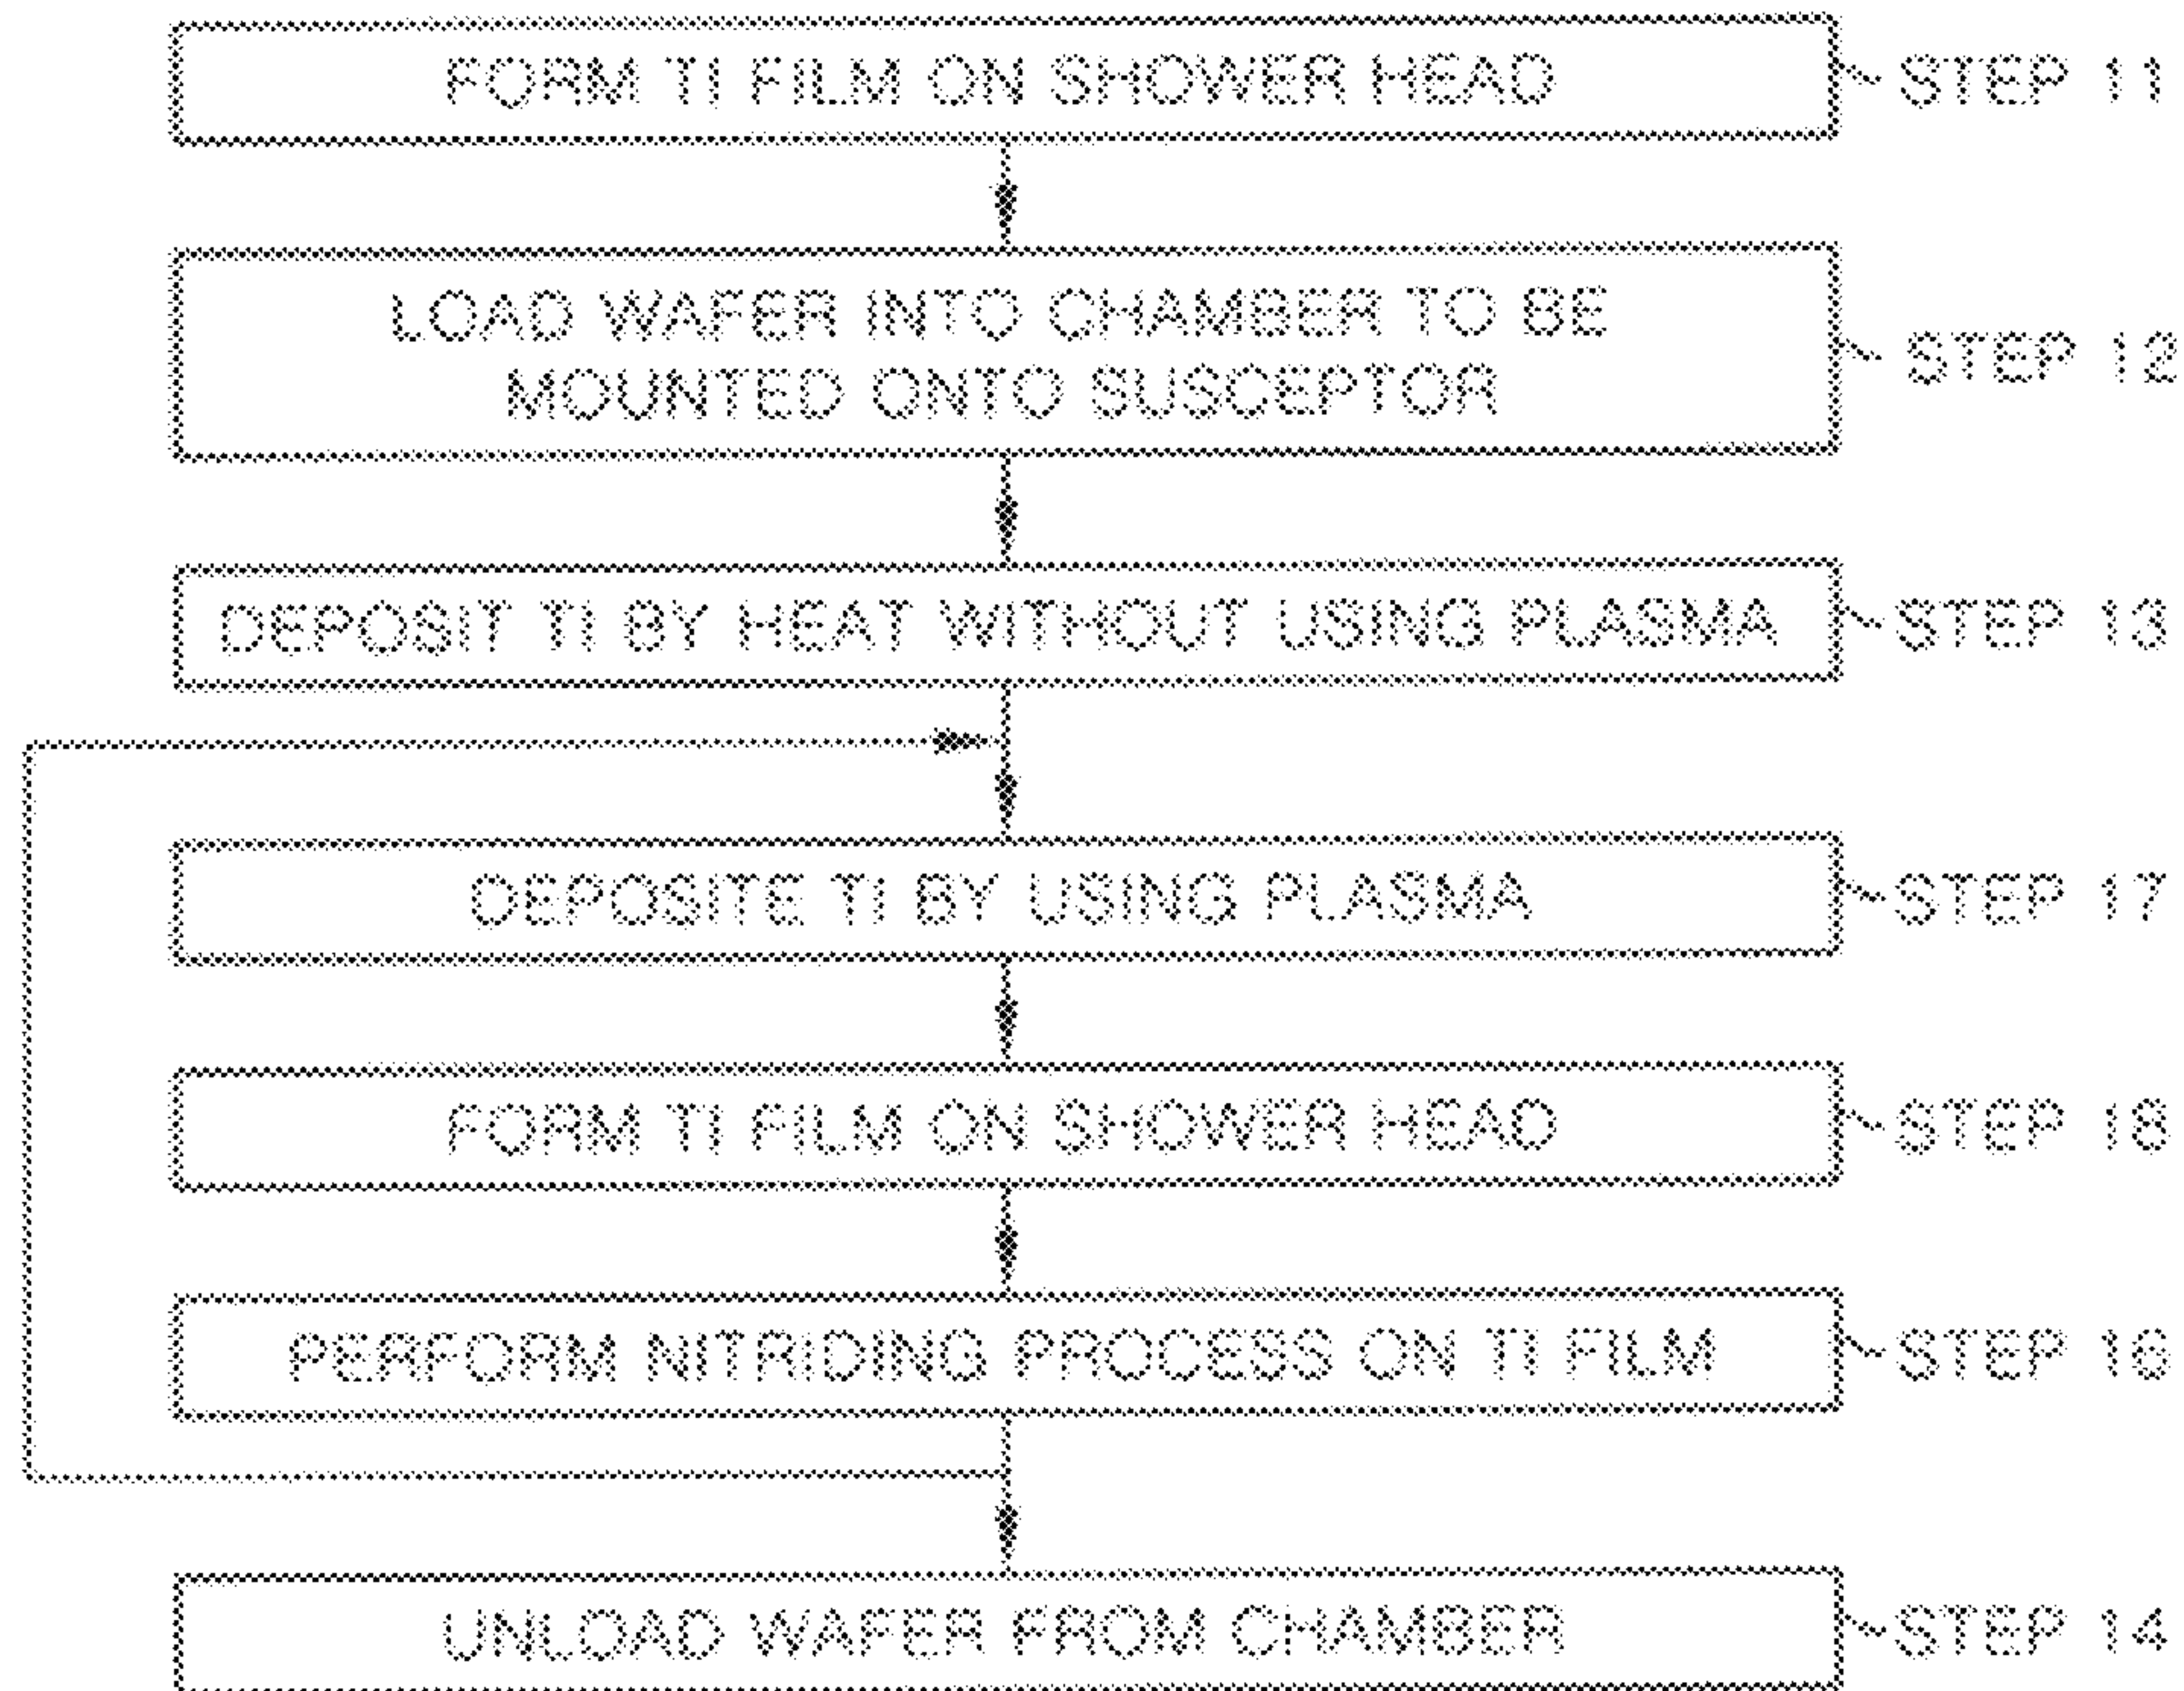 FORM TI FILM ON SHOWER HEAD
STEP 11
LOAD WAFER INTO CHAMBER TO BE
MOUNTED ONTO SUSCEPTOR
STEP 12
DEPOSIT TI BY HEAT WITHOUT USING PLASMA
STEP 13
DEPOSITE TI BY USING PLASMA
STEP 17
FORM TI FILM ON SHOWER HEAD
STEP 18
PERFORM NITRIDING PROCESS ON TI FILM
STEP 16
UNLOAD WAFER FROM CHAMBER
STEP 14